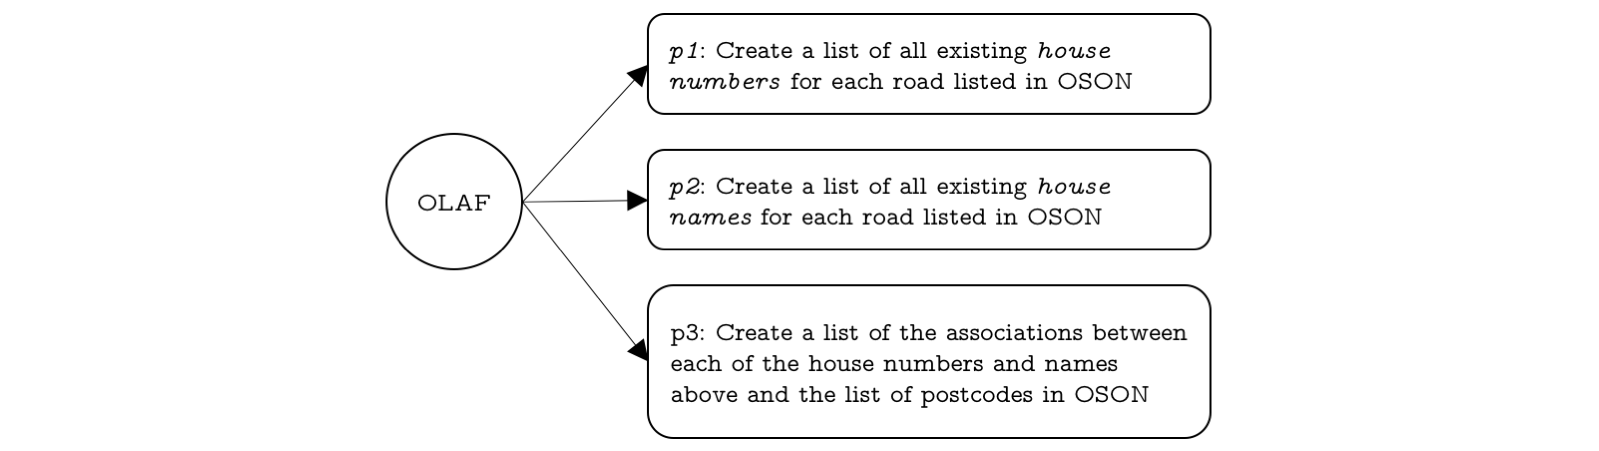 OLAF
p1: Create a list of all existing house
numbers for each road listed in OSON
p2: Create a list of all existing house
names for each road listed in OSON
p3: Create a list of the associations between
each of the house numbers and names
above and the list of postcodes in OSON